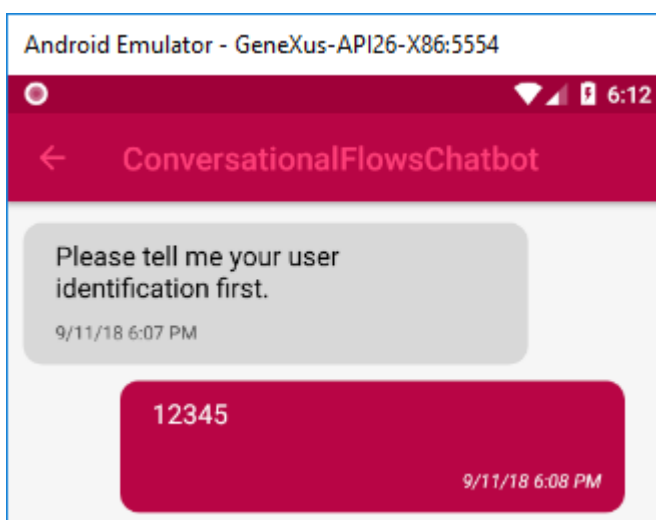 Android Emulator - GeneXus-API26-X86:5554
6:12
ConversationalFlowsChatbot
Please tell me your user
identification first.
9/11/18 6:07 PM
12345
9/11/18 6:08 PM